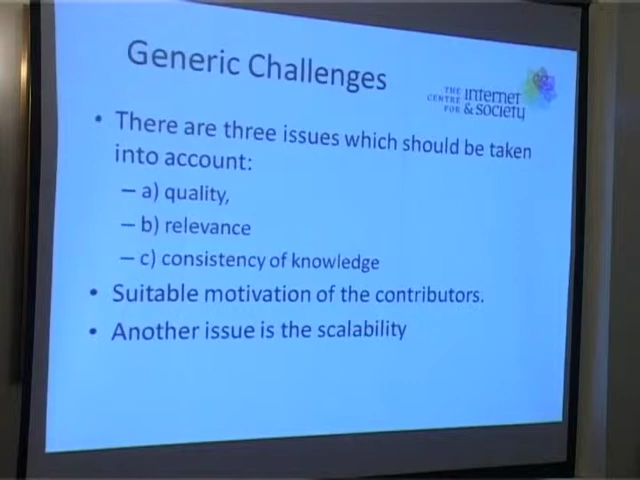 Generic Challenges
THE CENTRE FOR internet & society
• There are three issues which should be taken
into account:
– a) quality,
– b) relevance
– c) consistency of knowledge
• Suitable motivation of the contributors.
• Another issue is the scalability